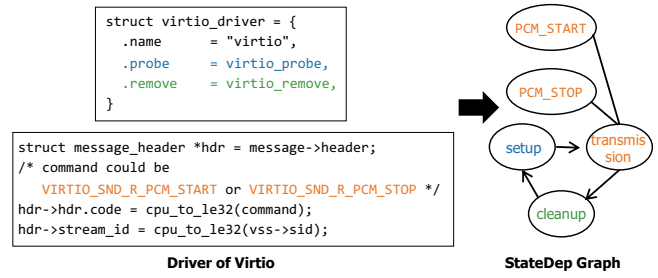 struct virtio_driver = {
.name = "virtio",
.probe = virtio_probe,
.remove = virtio_remove,
}
struct message_header *hdr = message->header;
/* command could be
VIRTIO_SND_R_PCM_START or VIRTIO_SND_R_PCM_STOP */
hdr->hdr.code = cpu_to_le32(command);
hdr->stream_id = cpu_to_le32(vss->sid);
Driver of Virtio
PCM_START
PCM_STOP
setup
transmis
sion
cleanup
StateDep Graph